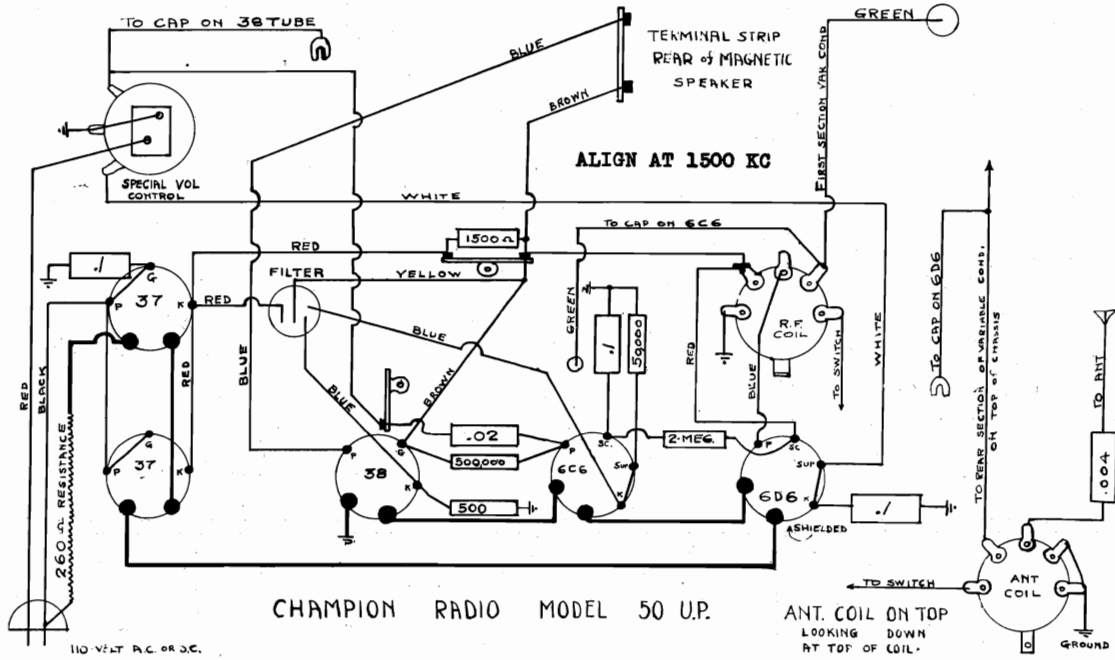 TO CAP ON 38 TUBE
BLUE
TERMINAL STRIP
REAR of MAGNETIC
SPEAKER
GREEN
BROWN
FIRST SECTION VAR COND
ALIGN AT 1500 KC
SPECIAL VOL
CONTROL
WHITE
TO CAP ON 6C6
RED
1500 Ω
.1
G
FILTER
YELLOW
37
P
K
RED
BLUE
GREEN
R.F.
COIL
WHITE
TO CAP ON 6D6
TO REAR SECTION OF VARIABLE COND.
ON TOP of CHASSIS
TO ANT
.1
50,000
RED
BLUE
TO SWITCH
RED
BLACK
RED
BLUE
BLUE
BROWN
260 Ω RESISTANCE
G
P
37
K
G
P
38
K
.02
500,000
500
SC.
P
6C6
SUP
K
2-MEG.
P
SC
SUP
6D6
K
SHIELDED
.1
.004
TO SWITCH
ANT
COIL
GROUND
CHAMPION RADIO MODEL 50 U.P.
ANT. COIL ON TOP
LOOKING DOWN
AT TOP OF COIL.
110-VOLT A.C. OR D.C.